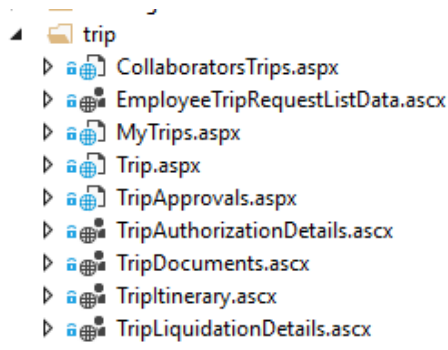 trip
CollaboratorsTrips.aspx
EmployeeTripRequestListData.ascx
MyTrips.aspx
Trip.aspx
TripApprovals.aspx
TripAuthorizationDetails.ascx
TripDocuments.ascx
TripItinerary.ascx
TripLiquidationDetails.ascx